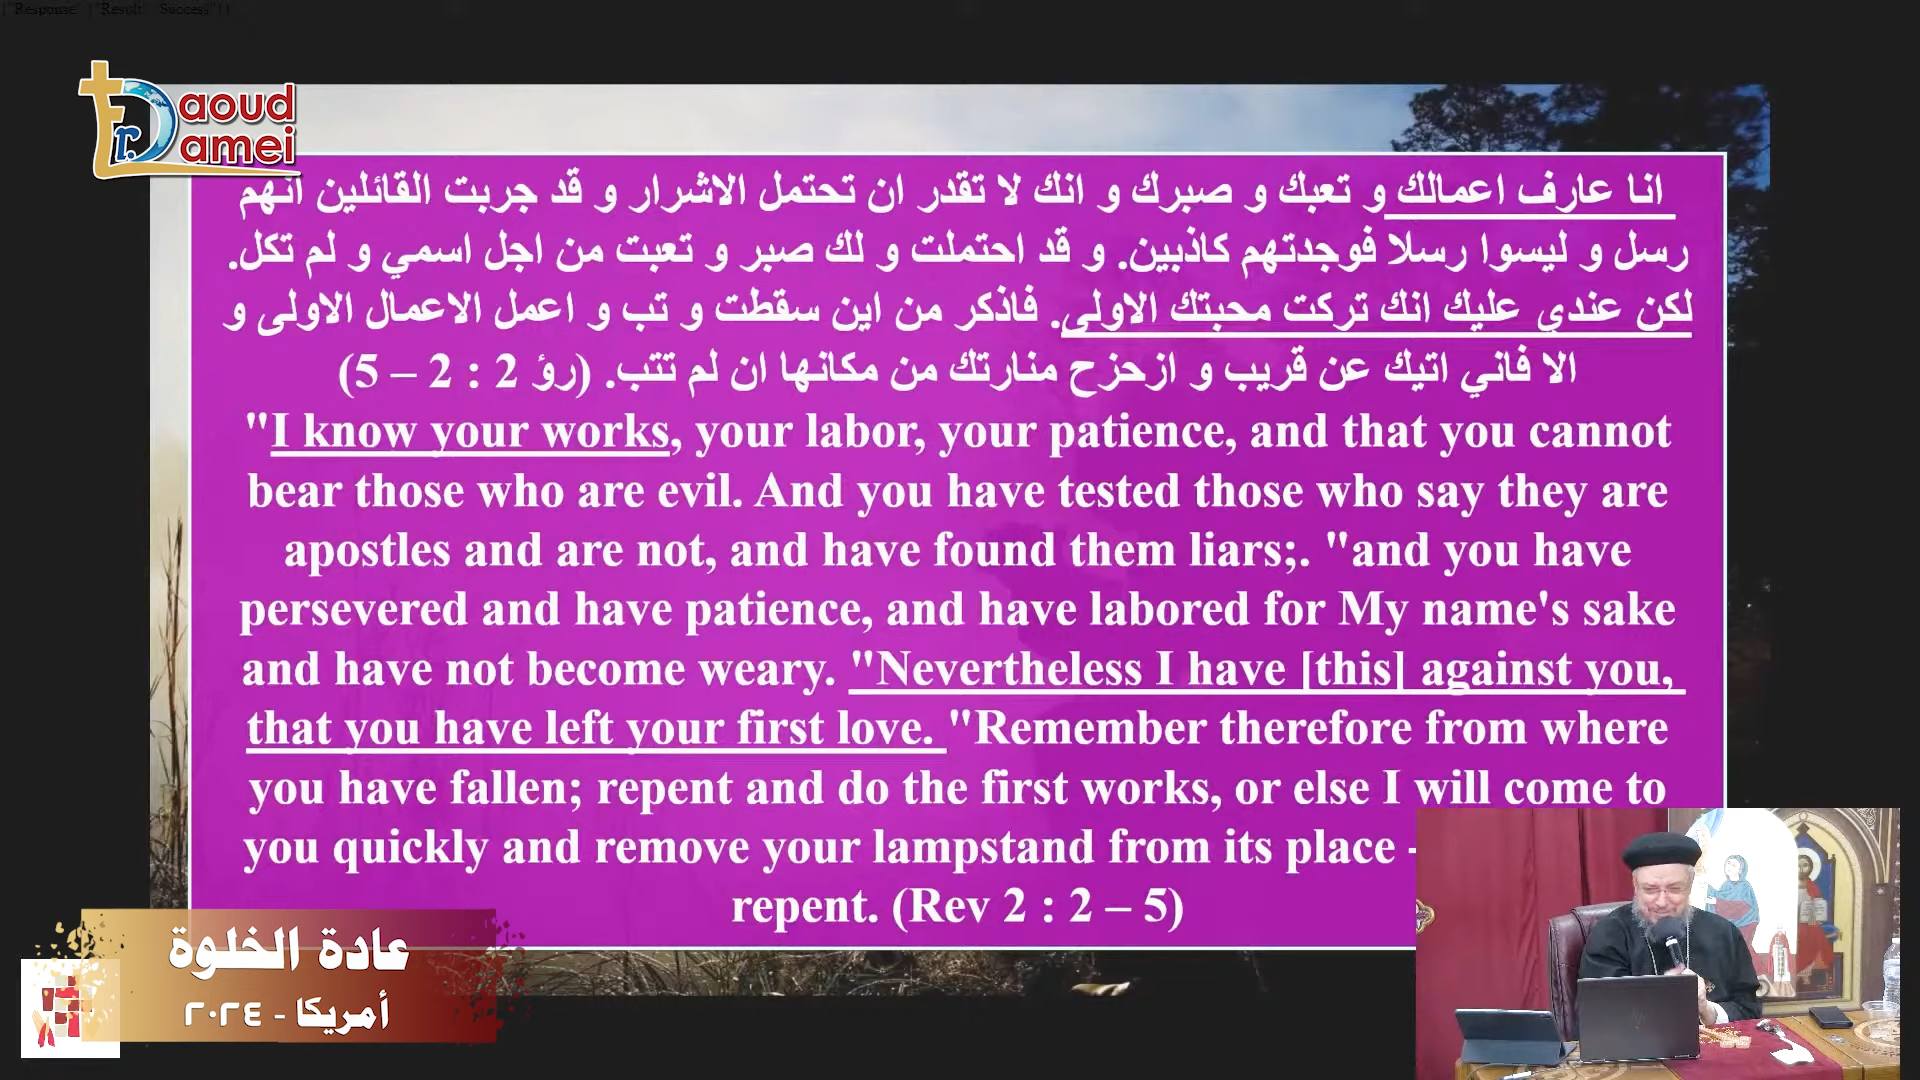 {"Response" {"Result" "Success"}}
Fr. Daoud Lamei
انا عارف اعمالك و تعبك و صبرك و انك لا تقدر ان تحتمل الاشرار و قد جربت القائلين انهم
رسل و ليسوا رسلا فوجدتهم كاذبين. و قد احتملت و لك صبر و تعبت من اجل اسمي و لم تكل.
لكن عندي عليك انك تركت محبتك الاولى. فاذكر من اين سقطت و تب و اعمل الاعمال الاولى و
الا فاني اتيك عن قريب و ازحزح منارتك من مكانها ان لم تتب. (رؤ 2 : 2 – 5)
"I know your works, your labor, your patience, and that you cannot
bear those who are evil. And you have tested those who say they are
apostles and are not, and have found them liars;. "and you have
persevered and have patience, and have labored for My name's sake
and have not become weary. "Nevertheless I have [this] against you,
that you have left your first love. "Remember therefore from where
you have fallen; repent and do the first works, or else I will come to
you quickly and remove your lampstand from its place -
repent. (Rev 2 : 2 – 5)
عادة الخلوة
أمريكا - ٢٠٢٤